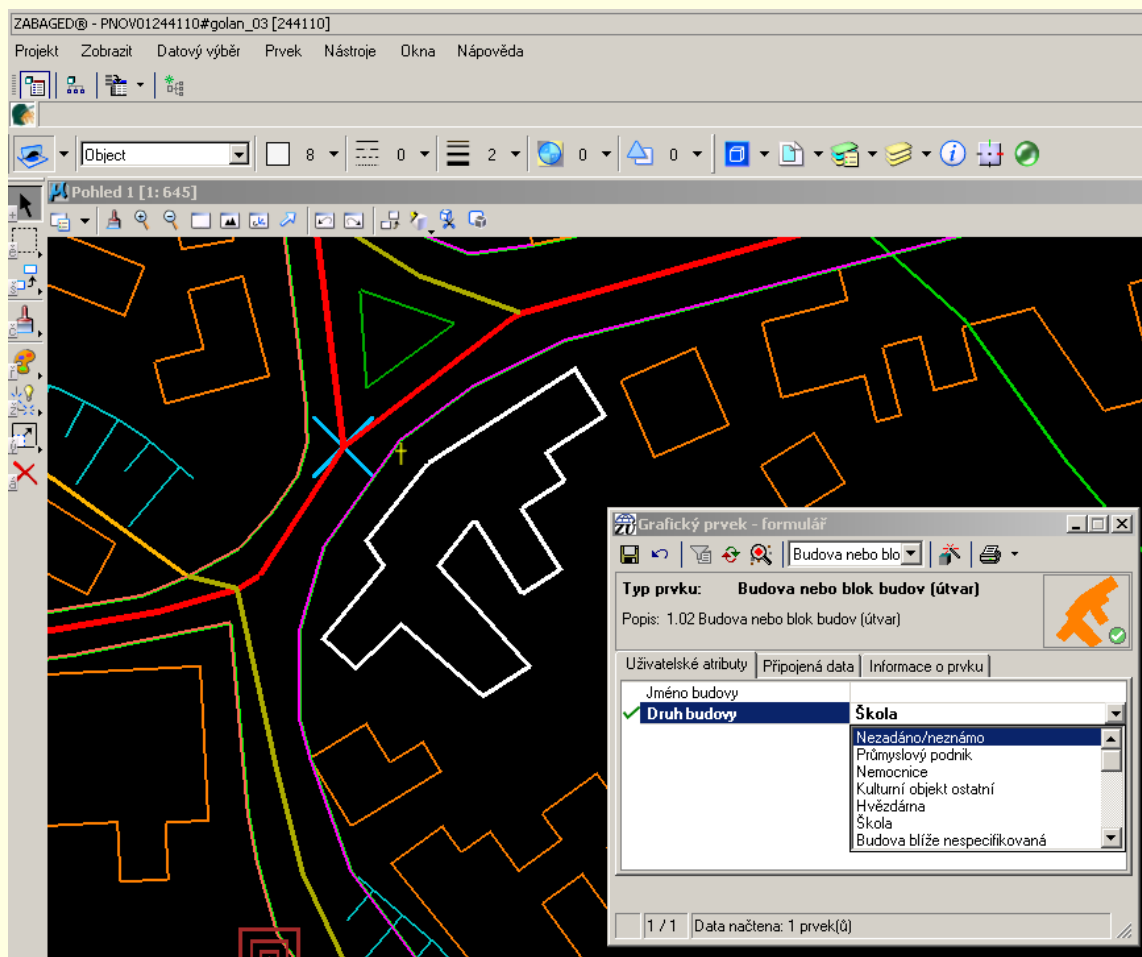 ZABAGED® - PNOV01244110#golan_03 [244110]
Projekt Zobrazit Datový výběr Prvek Nástroje Okna Nápověda
Object 8 0 2 0 0
Pohled 1 [1:645]
Grafický prvek - formulář
Budova nebo blo
Typ prvku: Budova nebo blok budov (útvar)
Popis: 1.02 Budova nebo blok budov (útvar)
Uživatelské atributy Připojená data Informace o prvku
Jméno budovy
Druh budovy Škola
Nezadáno/neznámo
Průmyslový podnik
Nemocnice
Kulturní objekt ostatní
Hvězdárna
Škola
Budova blíže nespecifikovaná
1 / 1 Data načtena: 1 prvek(ů)